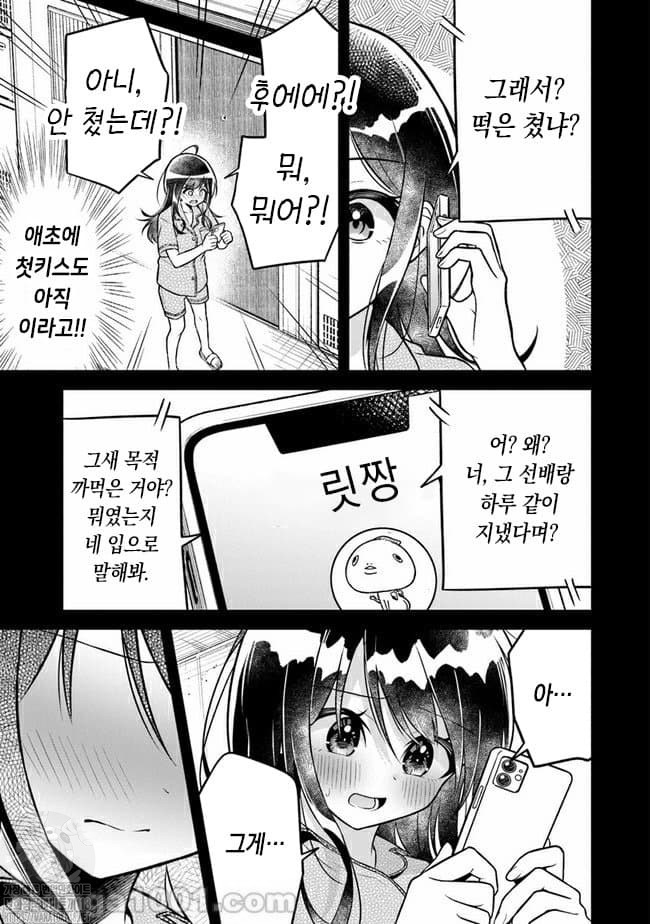 그래서?
떡은 쳤냐?
후에에?!
뭐,
뭐어?!
아니,
안 쳤는데?!
애초에
첫키스도
아직
이라고!!
어? 왜?
너, 그 선배랑
하루 같이
지냈다며?
릿짱
그새 목적
까먹은 거야?
뭐였는지
네 입으로
말해봐.
아…
그게…